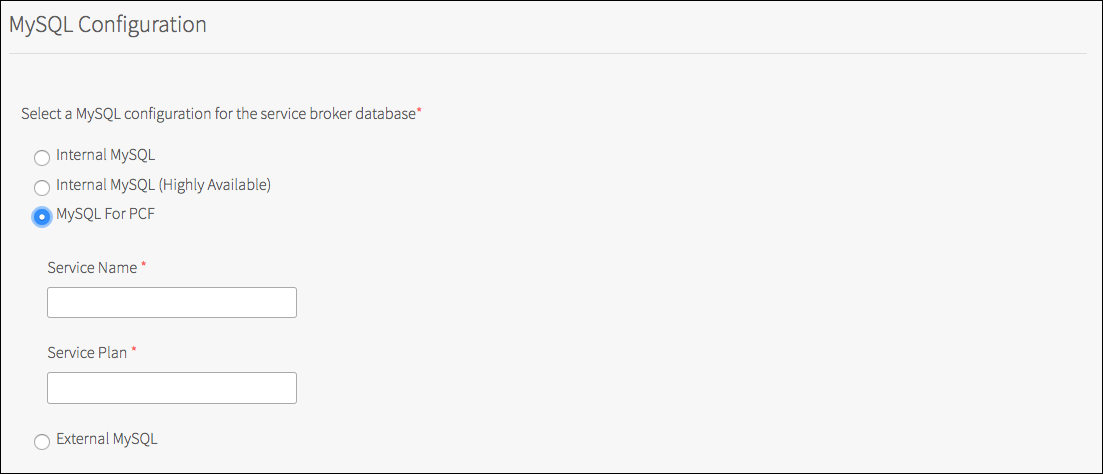 MySQL Configuration
Select a MySQL configuration for the service broker database*
Internal MySQL
Internal MySQL (Highly Available)
MySQL For PCF
Service Name *
Service Plan *
External MySQL